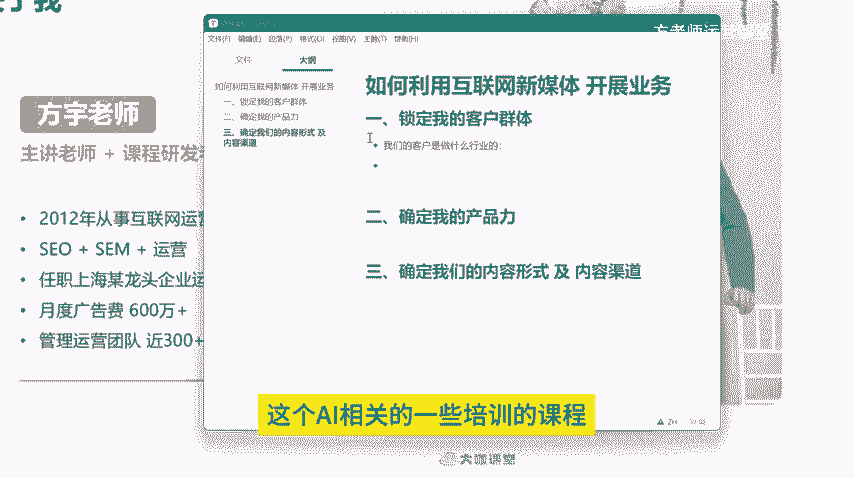 方宇老师
主讲老师 + 课程研发
• 2012年从事互联网运营
• SEO + SEM + 运营
• 任职上海某龙头企业运
• 月度广告费 600万+
• 管理运营团队 近300+
文件(F) 编辑(E) 段落(P) 格式(O) 视图(V) 主题(T) 帮助(H)
文件 大纲
如何利用互联网新媒体 开展业务
一、锁定我的客户群体
二、确定我的产品力
三、确定我们的内容形式 及
内容渠道
如何利用互联网新媒体 开展业务
一、锁定我的客户群体
• 我们的客户是做什么行业的:
二、确定我的产品力
三、确定我们的内容形式 及 内容渠道
这个AI相关的一些培训的课程
大咖课堂